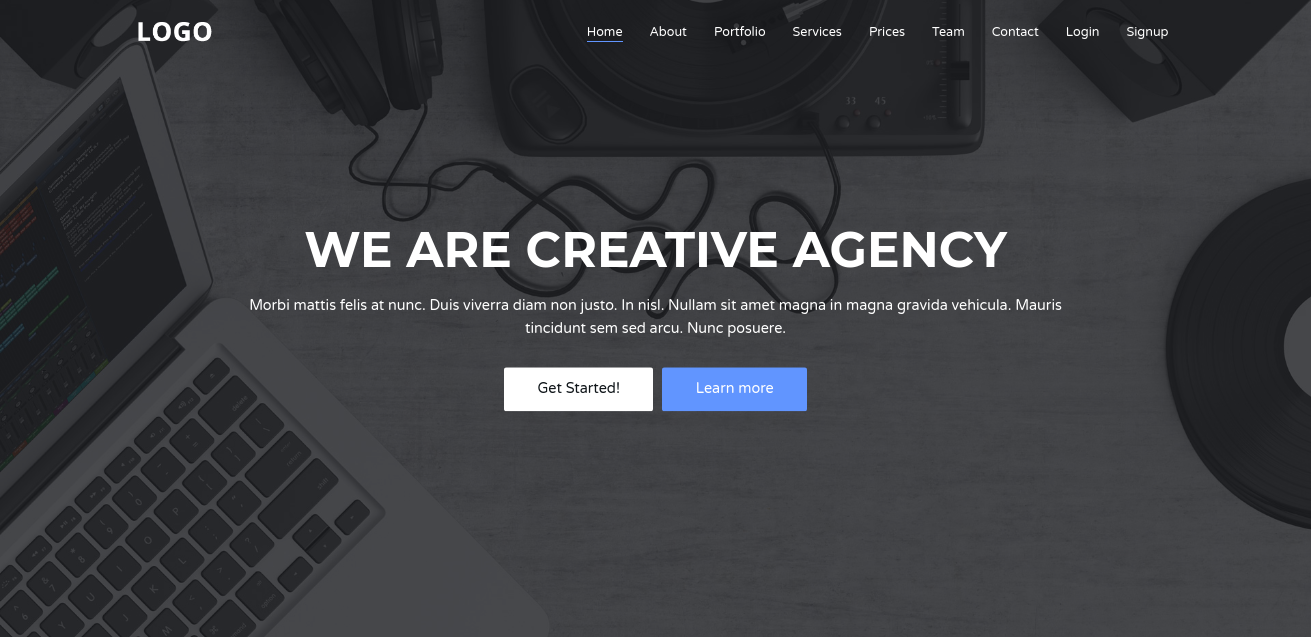 LOGO
Home About Portfolio Services Prices Team Contact Login Signup
33 45
WE ARE CREATIVE AGENCY
Morbi mattis felis at nunc. Duis viverra diam non justo. In nisl. Nullam sit amet magna in magna gravida vehicula. Mauris
tincidunt sem sed arcu. Nunc posuere.
Get Started! Learn more